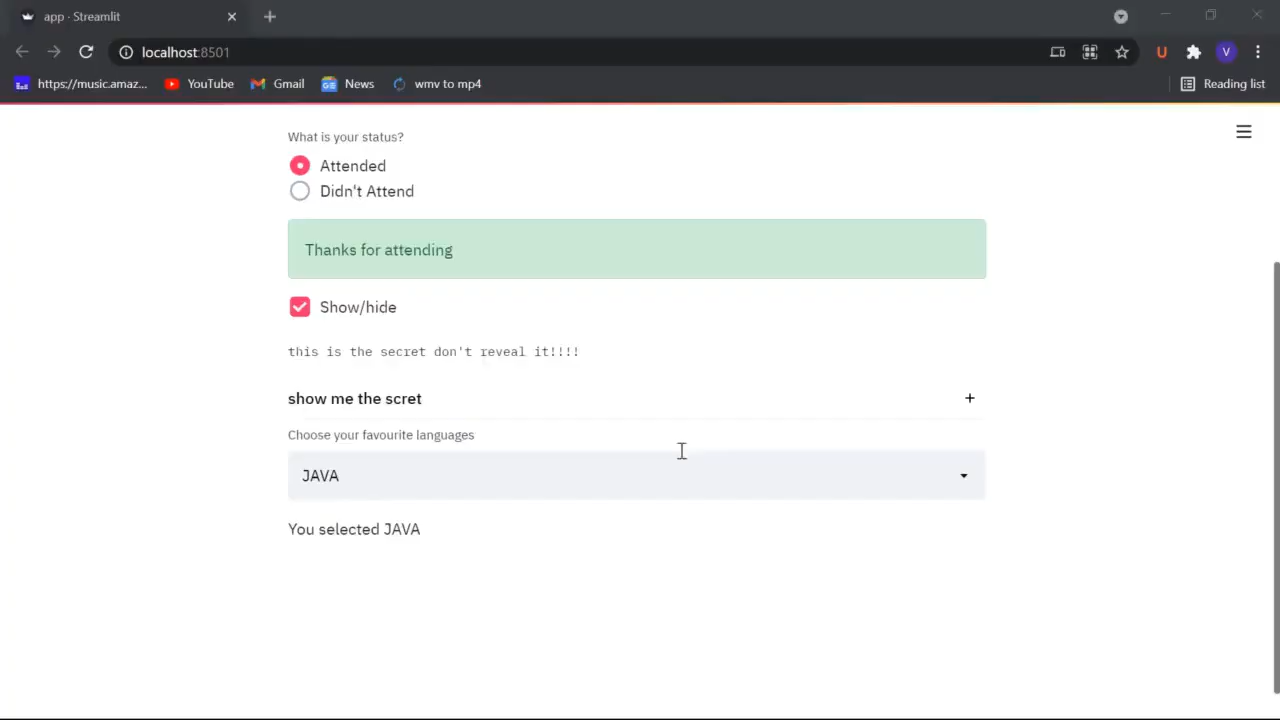 app · Streamlit
localhost:8501
V
https://music.amaz...
YouTube
Gmail
News
wmv to mp4
Reading list
What is your status?
Attended
Didn't Attend
Thanks for attending
Show/hide
this is the secret don't reveal it!!!!
show me the scret
Choose your favourite languages
JAVA
You selected JAVA